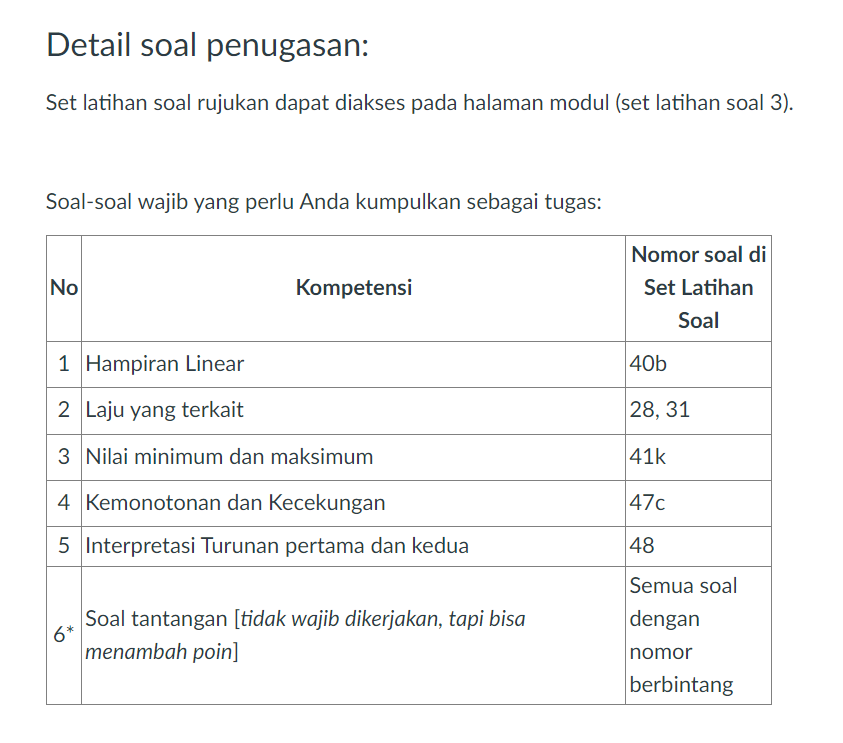 Detail soal penugasan:
Set latihan soal rujukan dapat diakses pada halaman modul (set latihan soal 3).
Soal-soal wajib yang perlu Anda kumpulkan sebagai tugas:
No
Kompetensi
Nomor soal di
Set Latihan
Soal
1 Hampiran Linear 40b
2 Laju yang terkait 28, 31
3 Nilai minimum dan maksimum 41k
4 Kemonotonan dan Kecekungan 47c
5 Interpretasi Turunan pertama dan kedua 48
6*
Soal tantangan [tidak wajib dikerjakan, tapi bisa
menambah poin]
Semua soal
dengan
nomor
berbintang